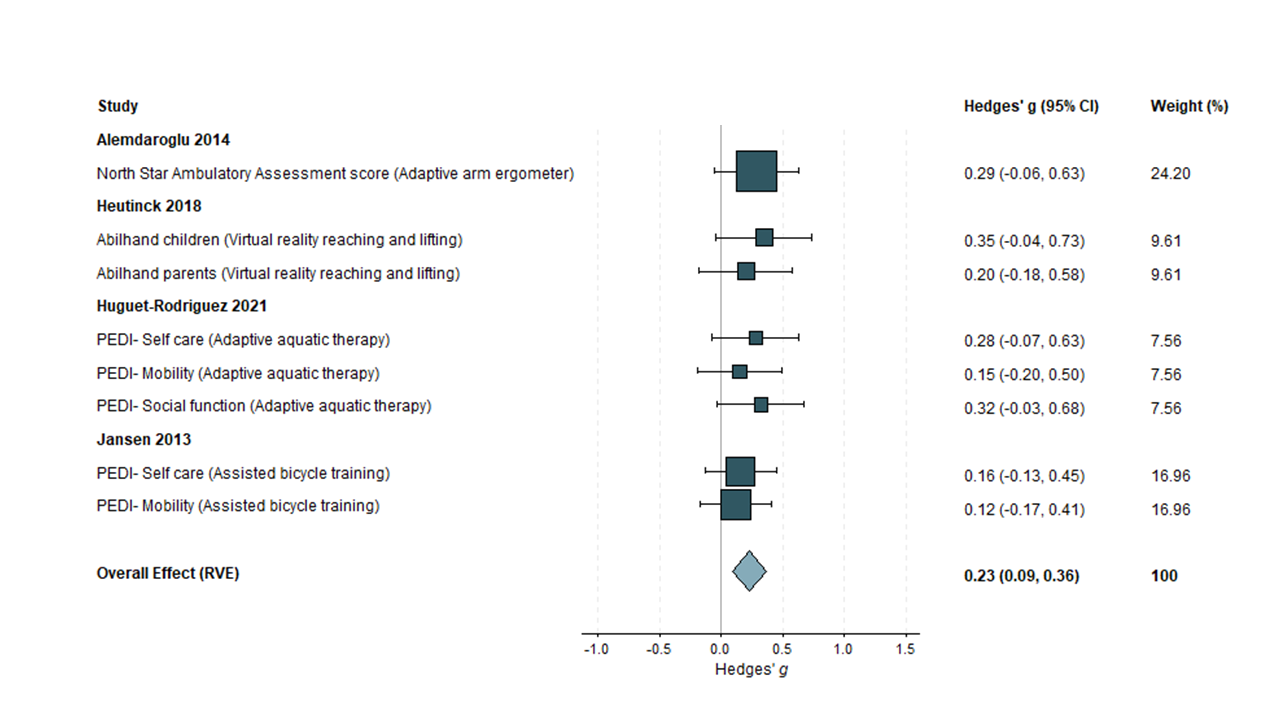 Study Hedges' g (95% CI) Weight (%)
Alemdaroglu 2014
North Star Ambulatory Assessment score (Adaptive arm ergometer) 0.29 (-0.06, 0.63) 24.20
Heutinck 2018
Abilhand children (Virtual reality reaching and lifting) 0.35 (-0.04, 0.73) 9.61
Abilhand parents (Virtual reality reaching and lifting) 0.20 (-0.18, 0.58) 9.61
Huguet-Rodriguez 2021
PEDI- Self care (Adaptive aquatic therapy) 0.28 (-0.07, 0.63) 7.56
PEDI- Mobility (Adaptive aquatic therapy) 0.15 (-0.20, 0.50) 7.56
PEDI- Social function (Adaptive aquatic therapy) 0.32 (-0.03, 0.68) 7.56
Jansen 2013
PEDI- Self care (Assisted bicycle training) 0.16 (-0.13, 0.45) 16.96
PEDI- Mobility (Assisted bicycle training) 0.12 (-0.17, 0.41) 16.96
Overall Effect (RVE) 0.23 (0.09, 0.36) 100
-1.0 -0.5 0.0 0.5 1.0 1.5
Hedges' g